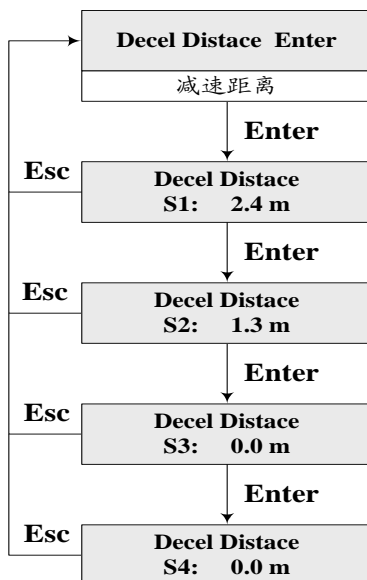 Decel Distace Enter
减速距离
Enter
Esc
Decel Distace
S1: 2.4 m
Enter
Esc
Decel Distace
S2: 1.3 m
Enter
Esc
Decel Distace
S3: 0.0 m
Enter
Esc
Decel Distace
S4: 0.0 m